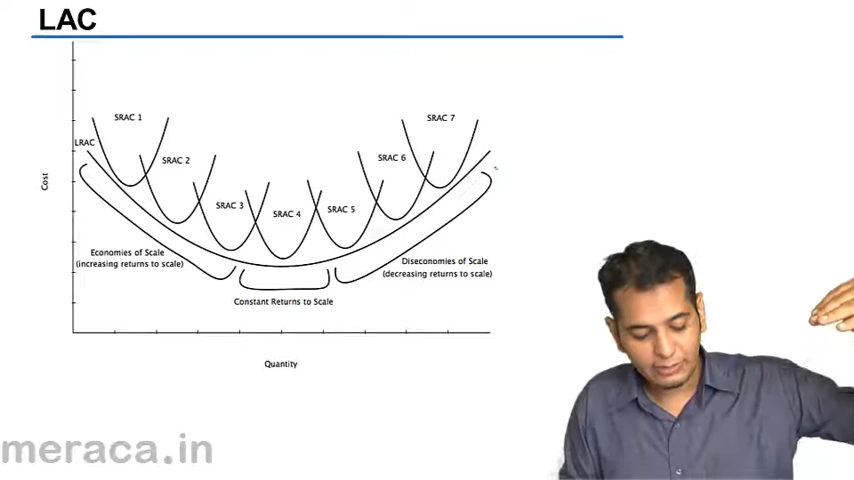 LAC
SRAC 1
SRAC 7
LRAC
SRAC 2
SRAC 6
Cost
SRAC 3
SRAC 4
SRAC 5
Economies of Scale
(increasing returns to scale)
Diseconomies of Scale
(decreasing returns to scale)
Constant Returns to Scale
Quantity
meraca.in